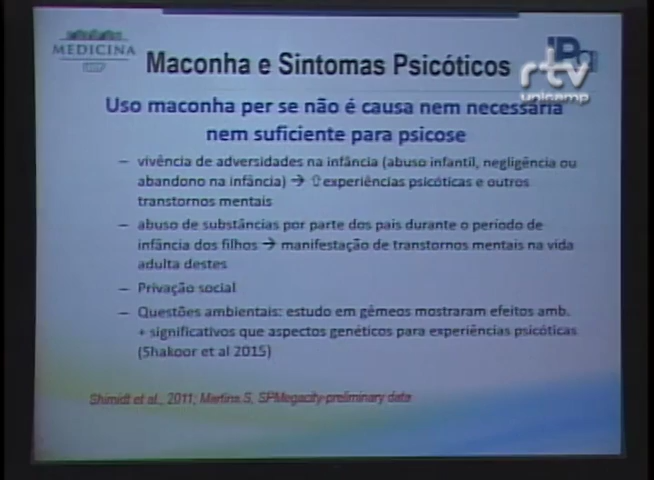 MEDICINA
USP
IPq
rtv
unicamp
Maconha e Sintomas Psicóticos
Uso maconha per se não é causa nem necessária
nem suficiente para psicose
– vivência de adversidades na infância (abuso infantil, negligência ou
abandono na infância) → ⇧experiências psicóticas e outros
transtornos mentais
– abuso de substâncias por parte dos pais durante o período de
infância dos filhos → manifestação de transtornos mentais na vida
adulta destes
– Privação social
– Questões ambientais: estudo em gêmeos mostraram efeitos amb.
+ significativos que aspectos genéticos para experiências psicóticas
(Shakoor et al 2015)
Shimidt et al., 2011; Martins S, SPMegacity-preliminary data